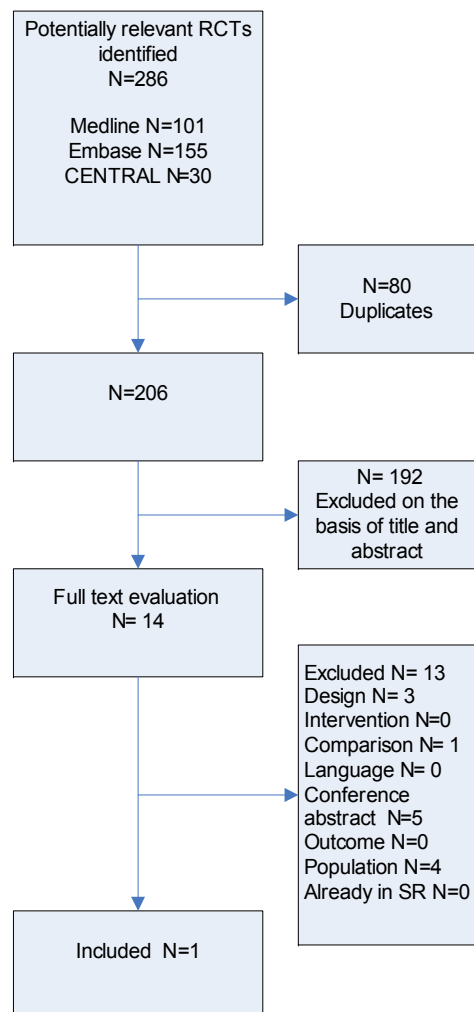 Potentially relevant RCTs
identified
N=286
Medline N=101
Embase N=155
CENTRAL N=30
N=80
Duplicates
N=206
N= 192
Excluded on the
basis of title and
abstract
Full text evaluation
N= 14
Excluded N= 13
Design N= 3
Intervention N=0
Comparison N= 1
Language N= 0
Conference
abstract N=5
Outcome N=0
Population N=4
Already in SR N=0
Included N=1